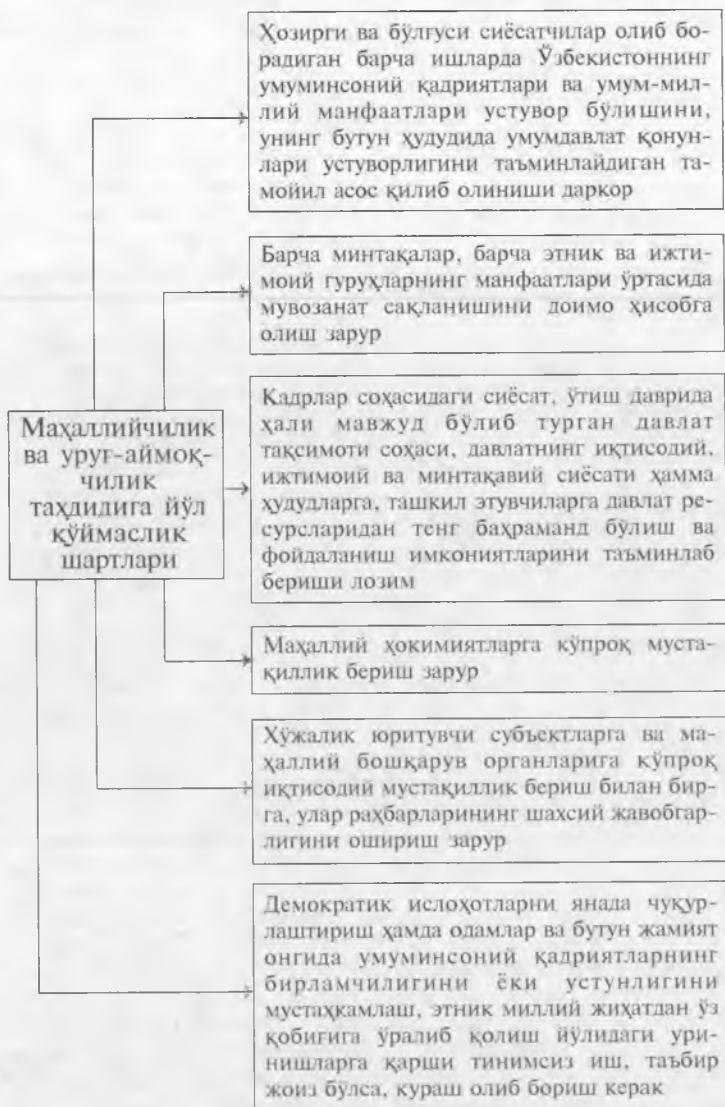 Ҳозирги ва бўлғуси сиёсатчилар олиб бо-
радиган барча ишларда Ўзбекистоннинг
умуминсоний қадриятлари ва умум-мил-
лий манфаатлари устувор бўлишини,
унинг бутун ҳудудида умумдавлат қонун-
лари устуворлигини таъминлайдиган та-
мойил асос қилиб олиниши даркор
Барча минтақалар, барча этник ва ижти-
моий гуруҳларнинг манфаатлари ўртасида
мувозанат сақланишини доимо ҳисобга
олиш зарур
Маҳаллийчилик
ва уруғ-аймоқ-
чилик
таҳдидига йўл
қўймаслик
шартлари
Кадрлар соҳасидаги сиёсат, ўтиш даврида
ҳали мавжуд бўлиб турган давлат
тақсимоти соҳаси, давлатнинг иқтисодий,
ижтимоий ва минтақавий сиёсати ҳамма
ҳудудларга, ташкил этувчиларга давлат ре-
сурсларидан тенг баҳраманд бўлиш ва
фойдаланиш имкониятларини таъминлаб
бериши лозим
Маҳаллий ҳокимиятларга кўпроқ муста-
қиллик бериш зарур
Хўжалик юритувчи субъектларга ва ма-
ҳаллий бошқарув органларига кўпроқ
иқтисодий мустақиллик бериш билан бир-
га, улар раҳбарларининг шахсий жавобгар-
лигини ошириш зарур
Демократик ислоҳотларни янада чуқур-
лаштириш ҳамда одамлар ва бутун жамият
онгида умуминсоний қадриятларнинг
бирламчилигини ёки устунлигини
мустаҳкамлаш, этник миллий жиҳатдан ўз
қобиғига ўралиб қолиш йўлидаги ури-
нишларга қарши тинимсиз иш, таъбир
жоиз бўлса, кураш олиб бориш керак